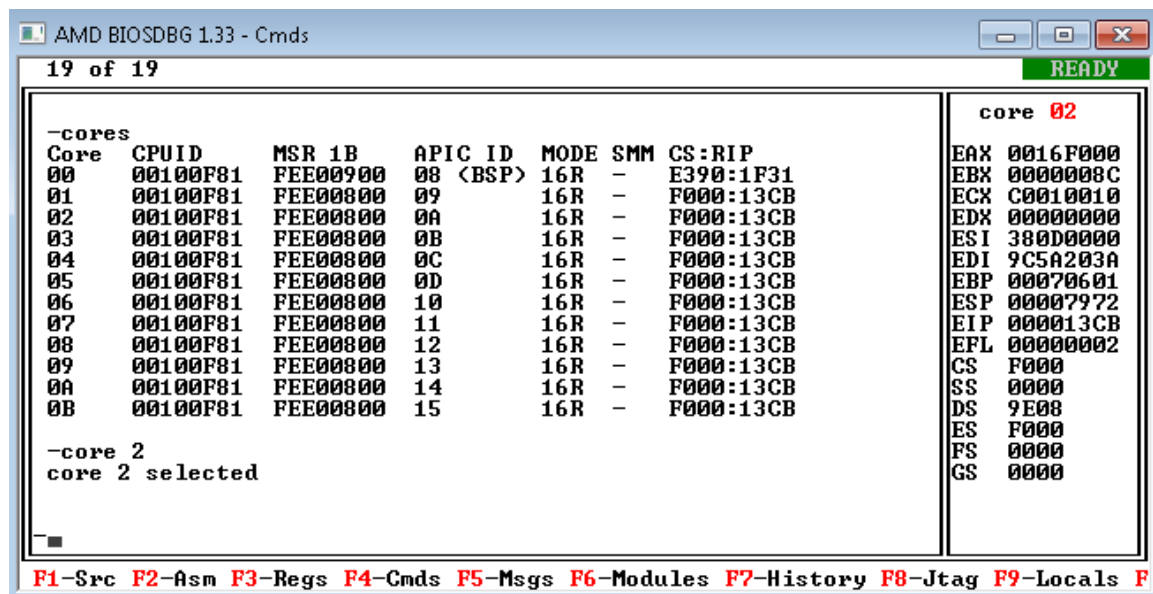 AMD BIOSDBG 1.33 - Cmds
19 of 19 READY
-cores
Core CPUID MSR 1B APIC ID MODE SMM CS:RIP
00 00100F81 FEE00900 08 (BSP) 16R - E390:1F31
01 00100F81 FEE00800 09 16R - F000:13CB
02 00100F81 FEE00800 0A 16R - F000:13CB
03 00100F81 FEE00800 0B 16R - F000:13CB
04 00100F81 FEE00800 0C 16R - F000:13CB
05 00100F81 FEE00800 0D 16R - F000:13CB
06 00100F81 FEE00800 10 16R - F000:13CB
07 00100F81 FEE00800 11 16R - F000:13CB
08 00100F81 FEE00800 12 16R - F000:13CB
09 00100F81 FEE00800 13 16R - F000:13CB
0A 00100F81 FEE00800 14 16R - F000:13CB
0B 00100F81 FEE00800 15 16R - F000:13CB
-core 2
core 2 selected
-
core 02
EAX 0016F000
EBX 0000008C
ECX C0010010
EDX 00000000
ESI 380D0000
EDI 9C5A203A
EBP 00070601
ESP 00007972
EIP 000013CB
EFL 00000002
CS F000
SS 0000
DS 9E08
ES F000
FS 0000
GS 0000
F1-Src F2-Asm F3-Regs F4-Cmds F5-Msgs F6-Modules F7-History F8-Jtag F9-Locals F